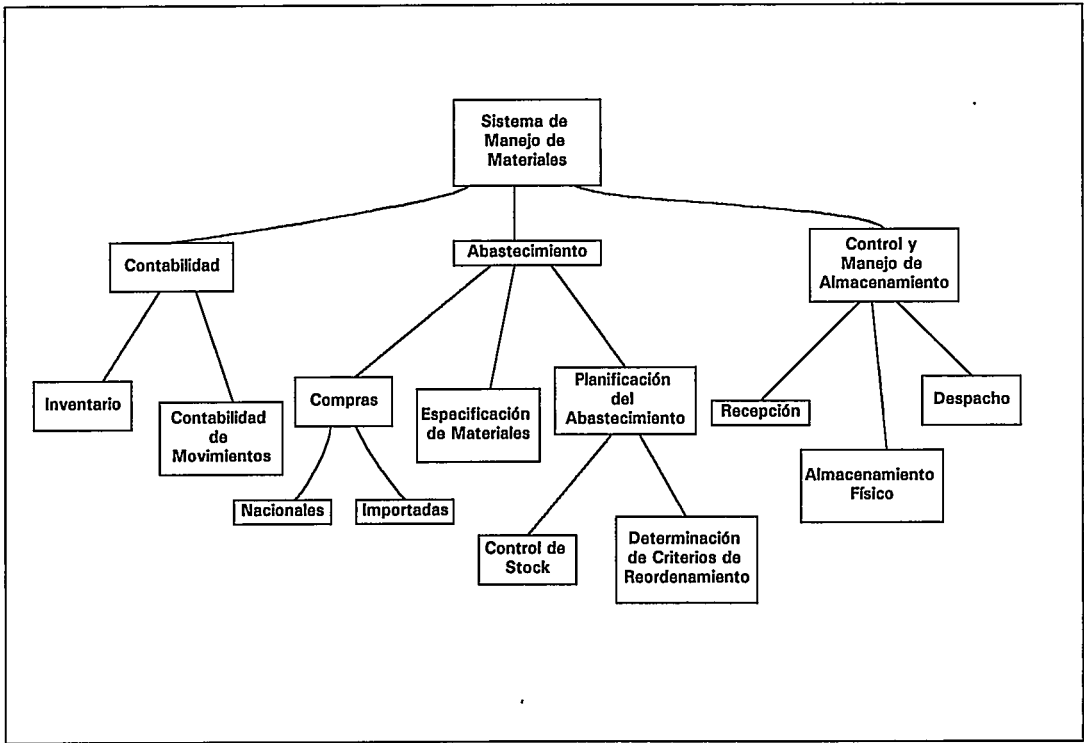 Sistema de
Manejo de
Materiales
Contabilidad
Abastecimiento
Control y
Manejo de
Almacenamiento
Inventario
Contabilidad
de
Movimientos
Compras
Especificación
de Materiales
Planificación
del
Abastecimiento
Recepción
Almacenamiento
Físico
Despacho
Nacionales
Importadas
Control de
Stock
Determinación
de Criterios de
Reordenamiento